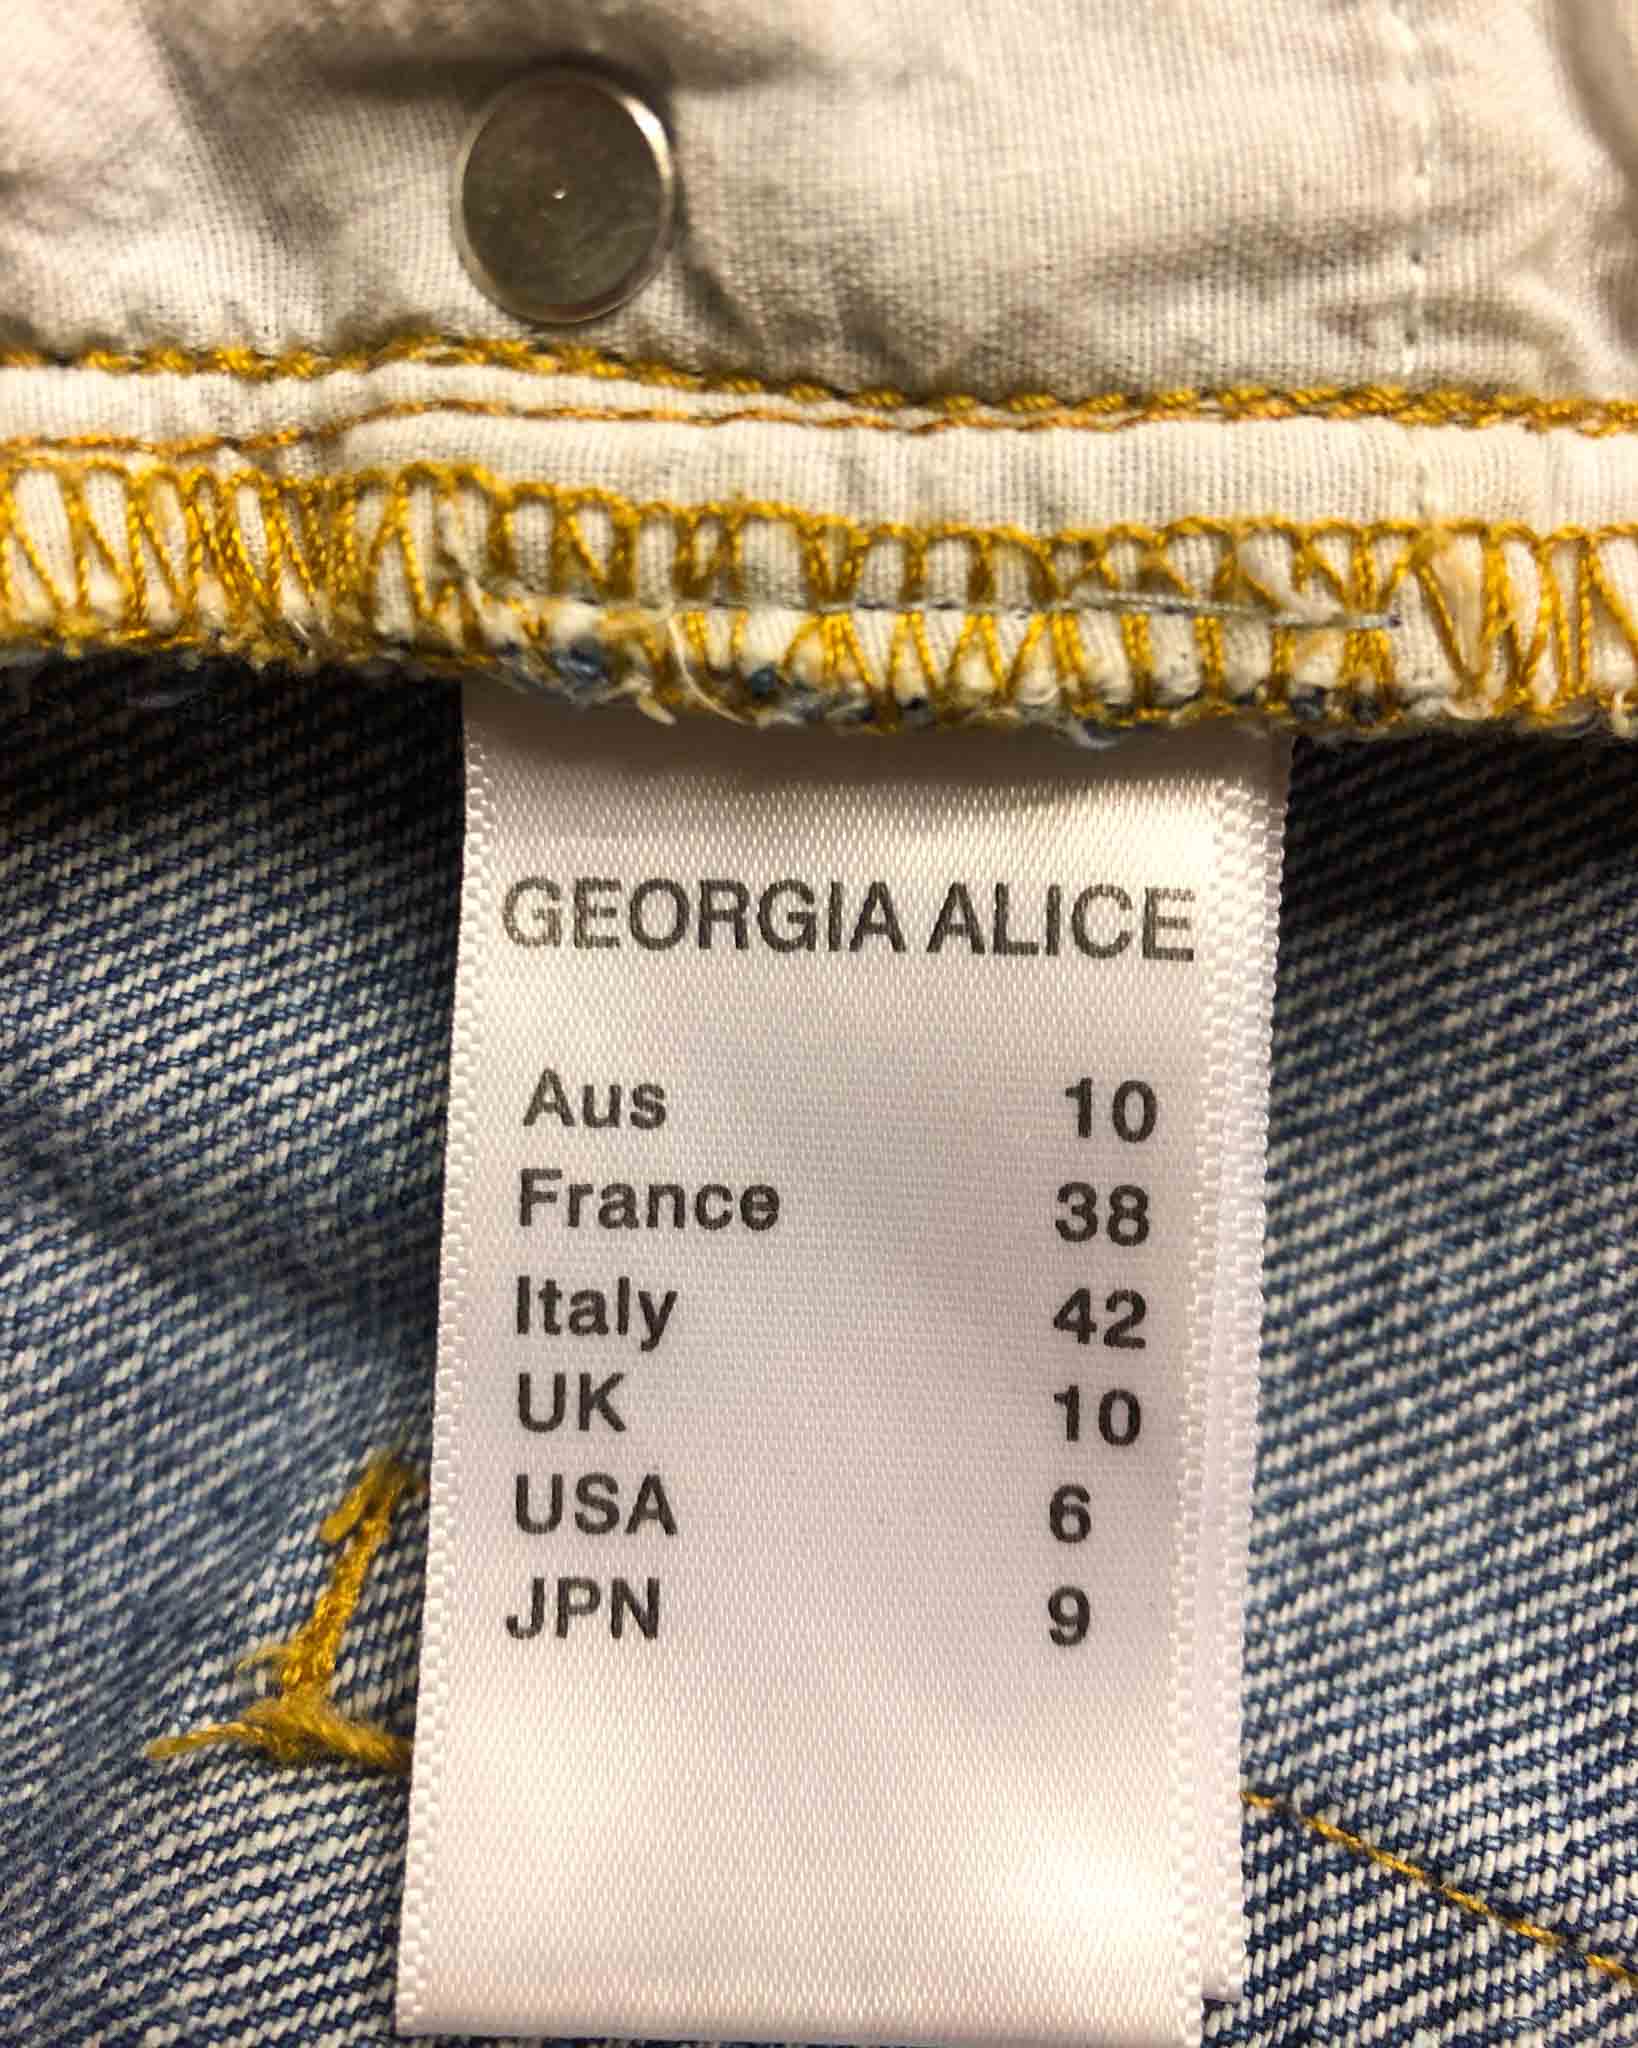 GEORGIA ALICE
Aus 10
France 38
Italy 42
UK 10
USA 6
JPN 9